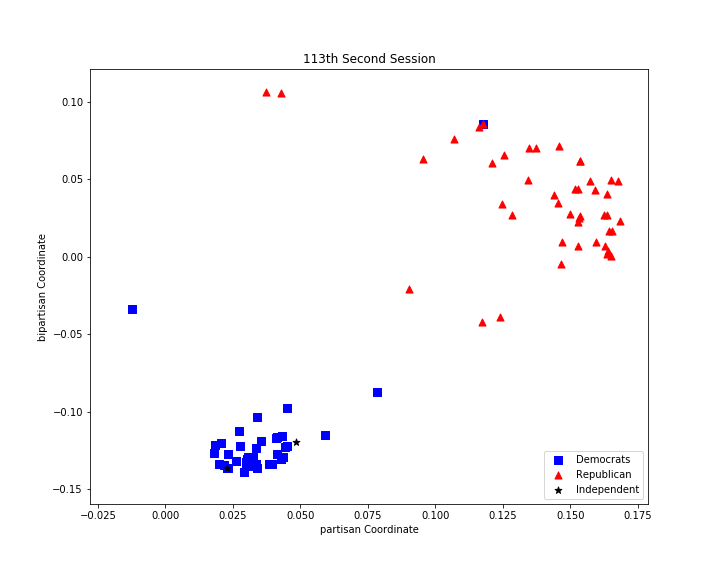 113th Second Session
bipartisan Coordinate
0.10
0.05
0.00
−0.05
−0.10
−0.15
−0.025
0.000
0.025
0.050
0.075
0.100
0.125
0.150
0.175
partisan Coordinate
Democrats
Republican
Independent